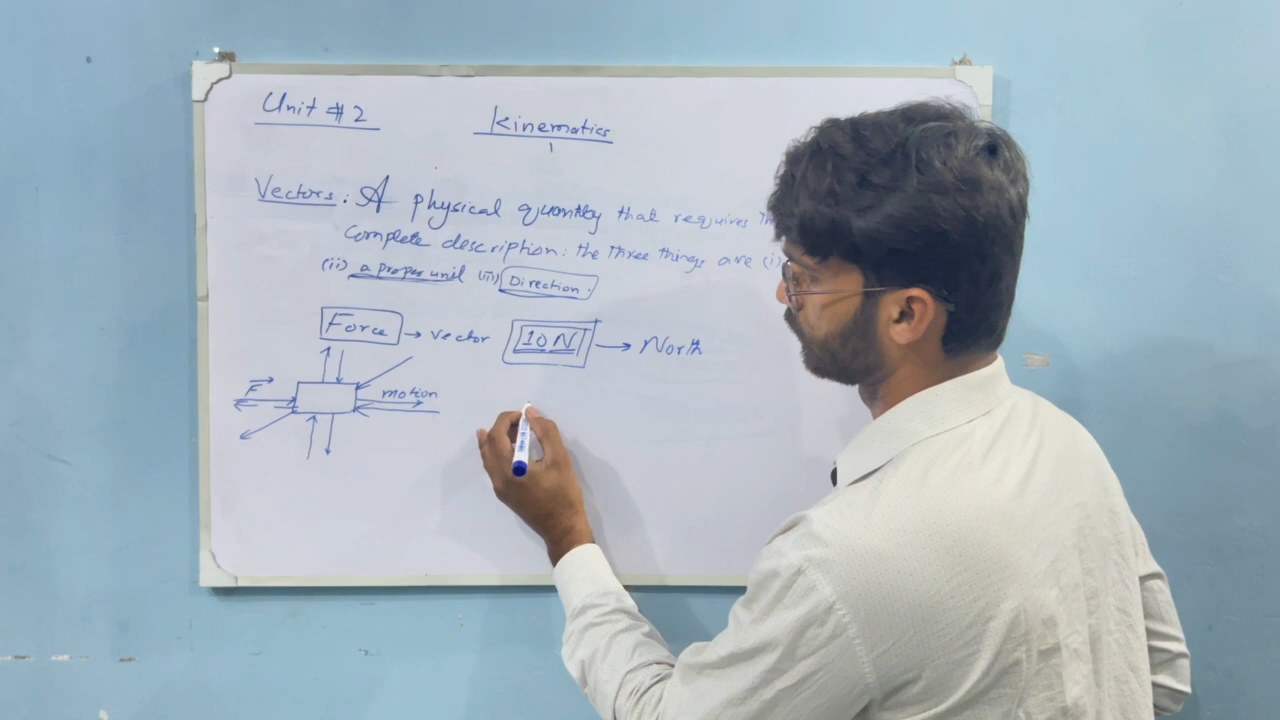 Unit #2
Kinematics
Vectors: A physical quantity that requires
Complete description: the three things are (i)
(ii) a proper unit (iii) Direction.
Force → vector 10 N → North
F motion